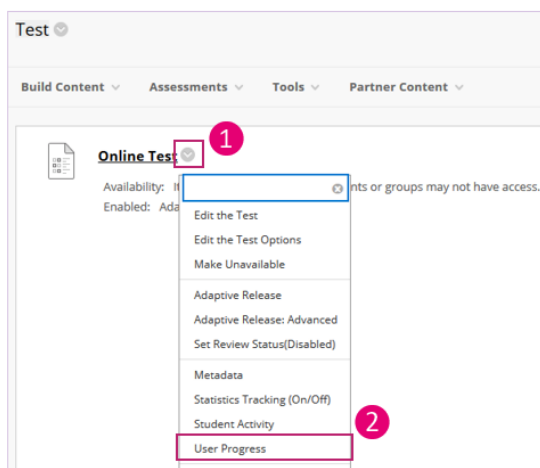 Test
Build Content Assessments Tools Partner Content
1
Online Test
Availability: It nts or groups may not have access.
Enabled: Ada
Edit the Test
Edit the Test Options
Make Unavailable
Adaptive Release
Adaptive Release: Advanced
Set Review Status(Disabled)
Metadata
Statistics Tracking (On/Off)
Student Activity
2
User Progress